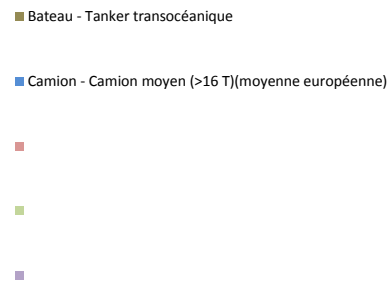 Bateau - Tanker transocéanique
Camion - Camion moyen (>16 T)(moyenne européenne)